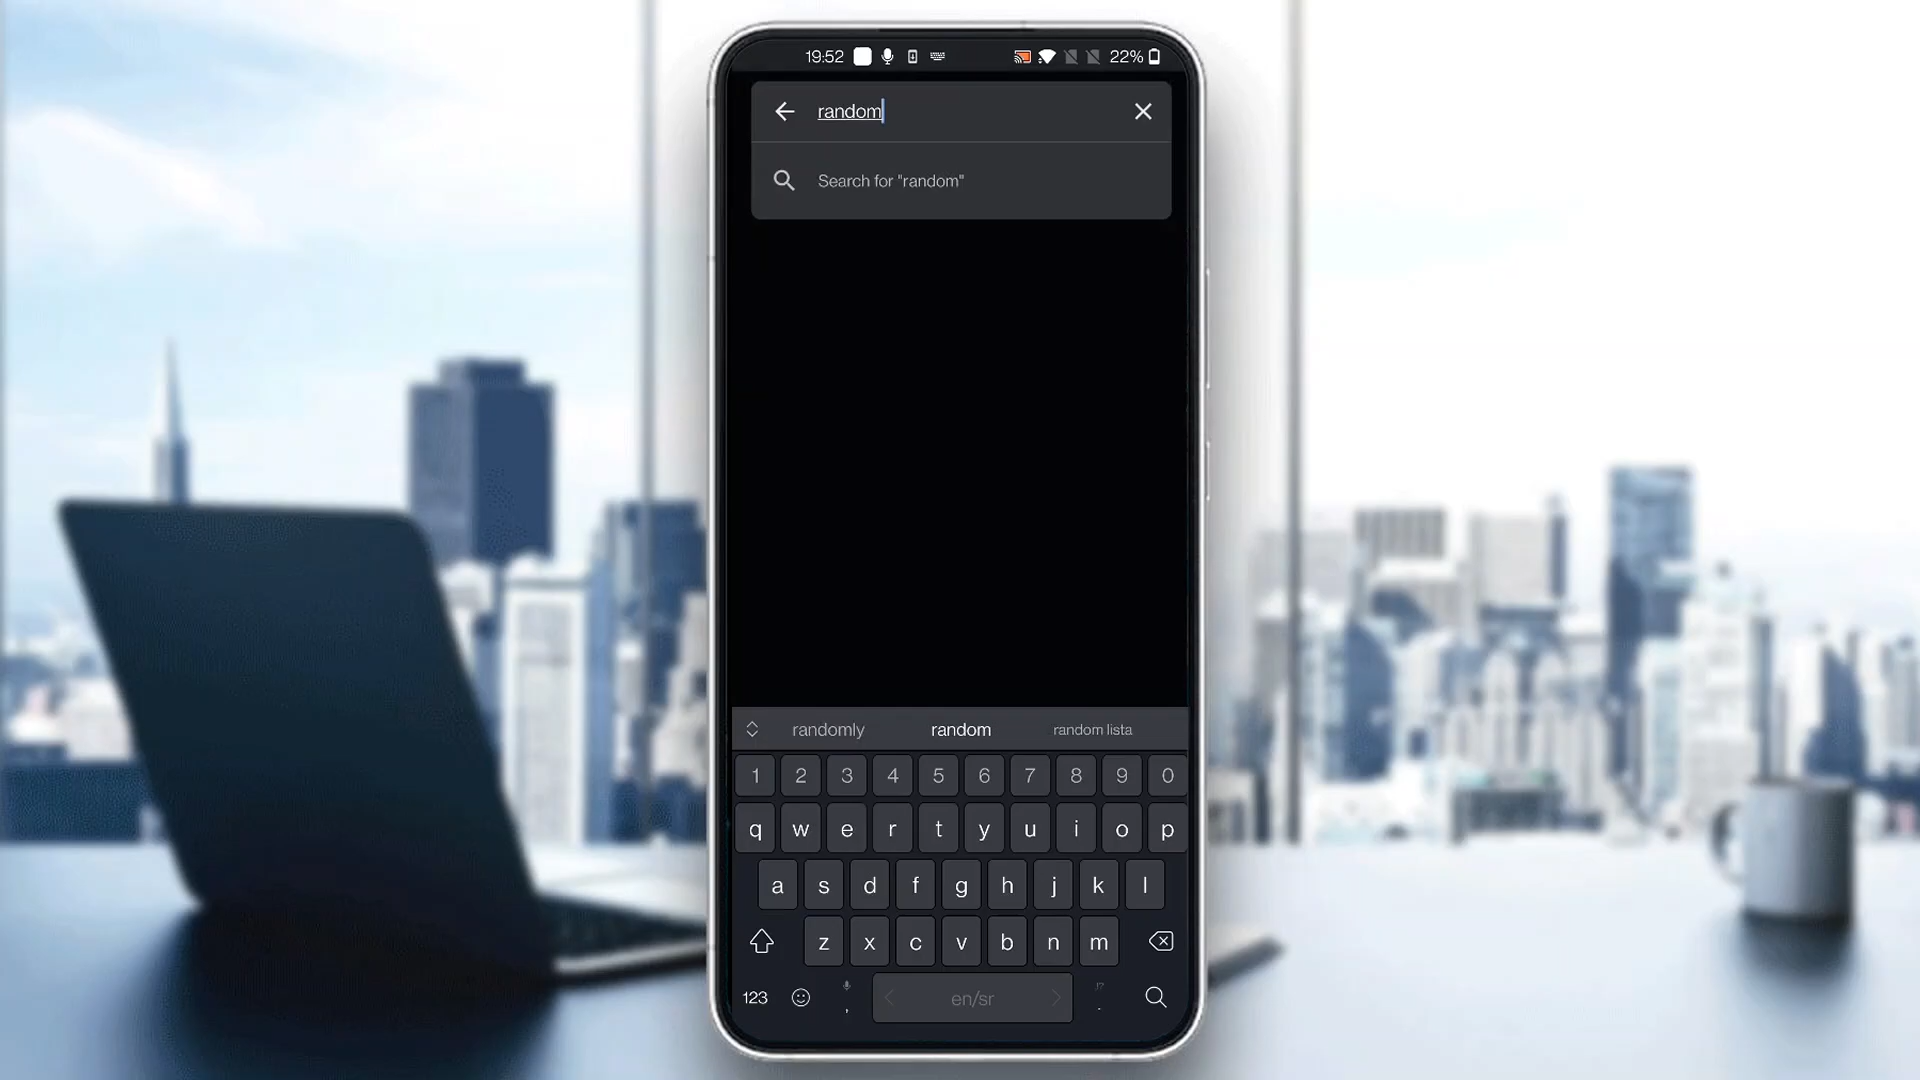 19:52 22%
random
Search for "random"
randomly random random lista
1 2 3 4 5 6 7 8 9 0
q w e r t y u i o p
a s d f g h j k l
z x c v b n m
123 , en/sr .